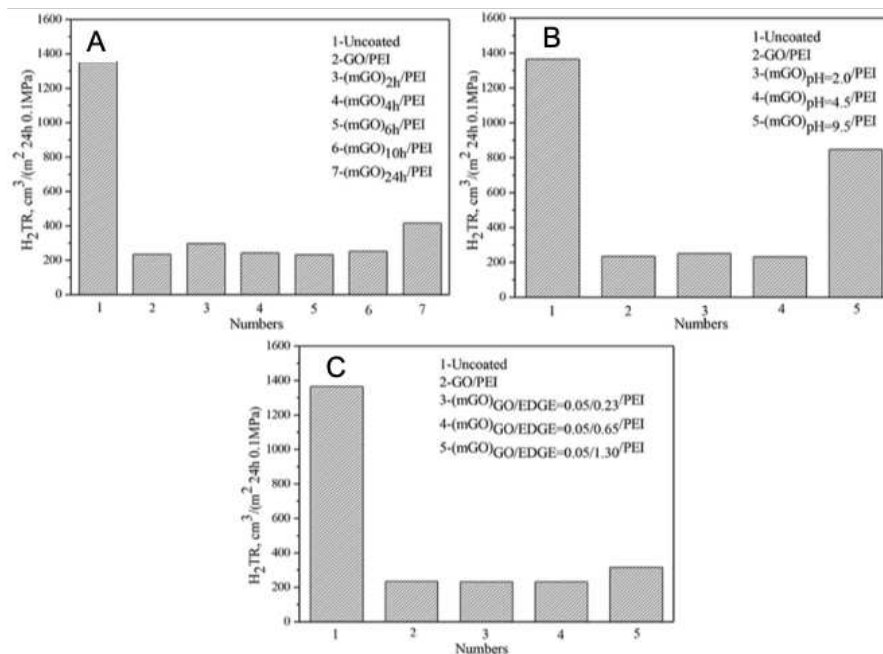 A
1-Uncoated
2-GO/PEI
3-(mGO)2h/PEI
4-(mGO)4h/PEI
5-(mGO)6h/PEI
6-(mGO)10h/PEI
7-(mGO)24h/PEI
H2TR, cm3/(m2 24h 0.1MPa)
1600
1400
1200
1000
800
600
400
200
0
1 2 3 4 5 6 7
Numbers
B
1-Uncoated
2-GO/PEI
3-(mGO)pH=2.0/PEI
4-(mGO)pH=4.5/PEI
5-(mGO)pH=9.5/PEI
H2TR, cm3/(m2 24h 0.1MPa)
1600
1400
1200
1000
800
600
400
200
0
1 2 3 4 5
Numbers
C
1-Uncoated
2-GO/PEI
3-(mGO)GO/EDGE=0.05/0.23/PEI
4-(mGO)GO/EDGE=0.05/0.65/PEI
5-(mGO)GO/EDGE=0.05/1.30/PEI
H2TR, cm3/(m2 24h 0.1MPa)
1600
1400
1200
1000
800
600
400
200
0
1 2 3 4 5
Numbers